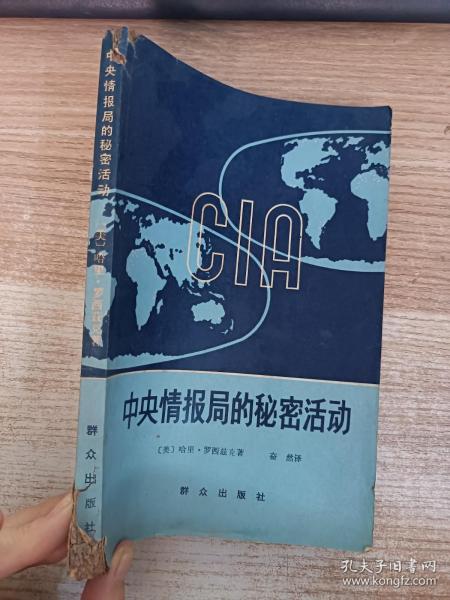 中央情报局的秘密活动
〔美〕哈里·罗西兹克
群众出版社
CIA
中央情报局的秘密活动
〔美〕哈里·罗西兹克著 奋然译
群众出版社
孔夫子旧书网
www.kongfz.com